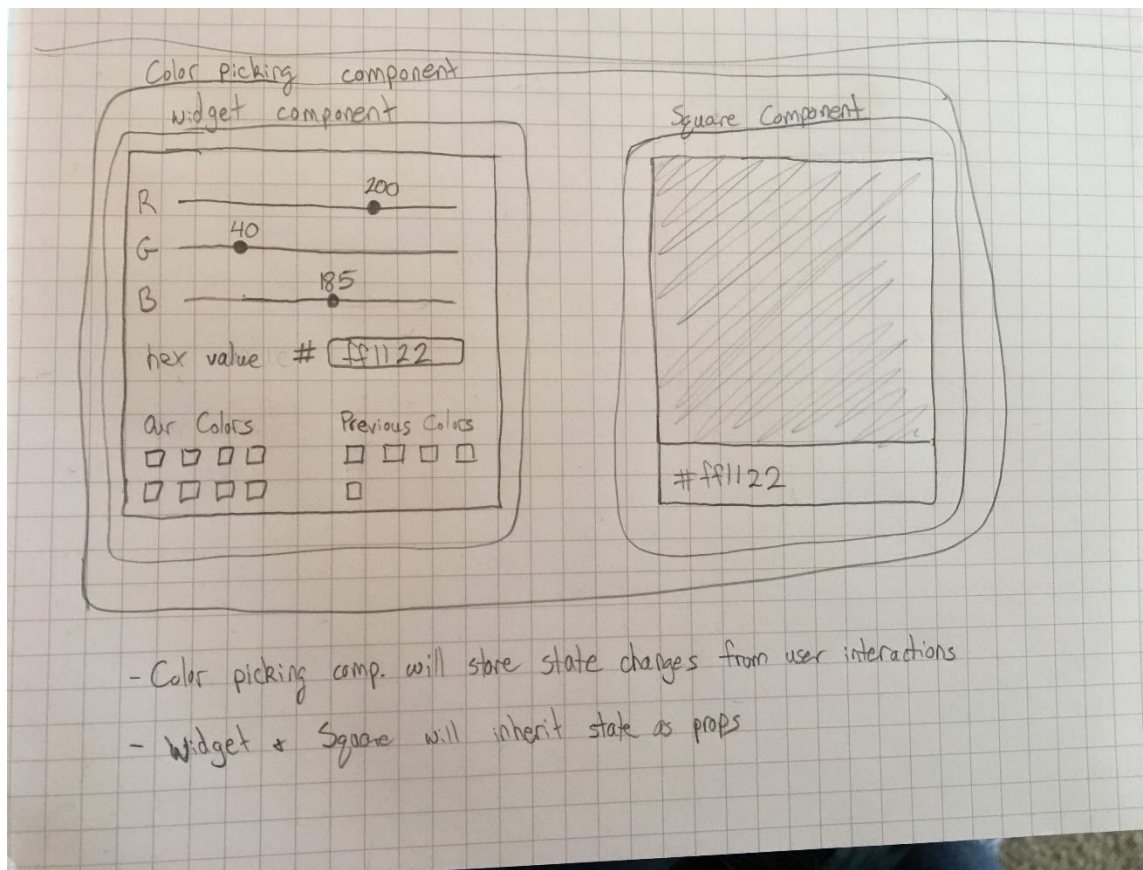 Color picking component
widget component
R 200
G 40
B 185
hex value # ff1122
Our Colors
Previous Colors
Square Component
#ff1122
- Color picking comp. will store state changes from user interactions
- Widget & Square will inherit state as props